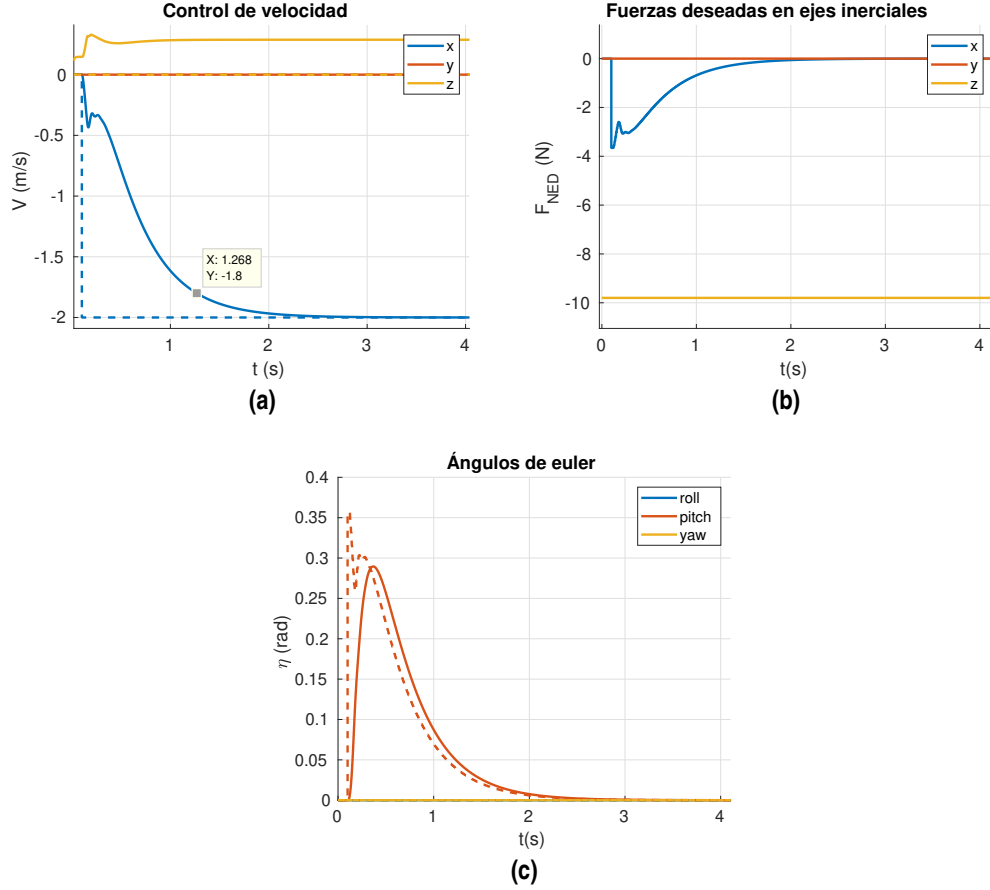 Control de velocidad
x
y
z
0
-0.5
-1
-1.5
-2
V (m/s)
X: 1.268
Y: -1.8
1
2
3
4
t (s)
(a)
Fuerzas deseadas en ejes inerciales
x
y
z
0
-2
-4
-6
-8
-10
F_NED (N)
0
1
2
3
4
t(s)
(b)
Ángulos de euler
roll
pitch
yaw
0.4
0.35
0.3
0.25
0.2
0.15
0.1
0.05
0
η (rad)
0
1
2
3
4
t(s)
(c)